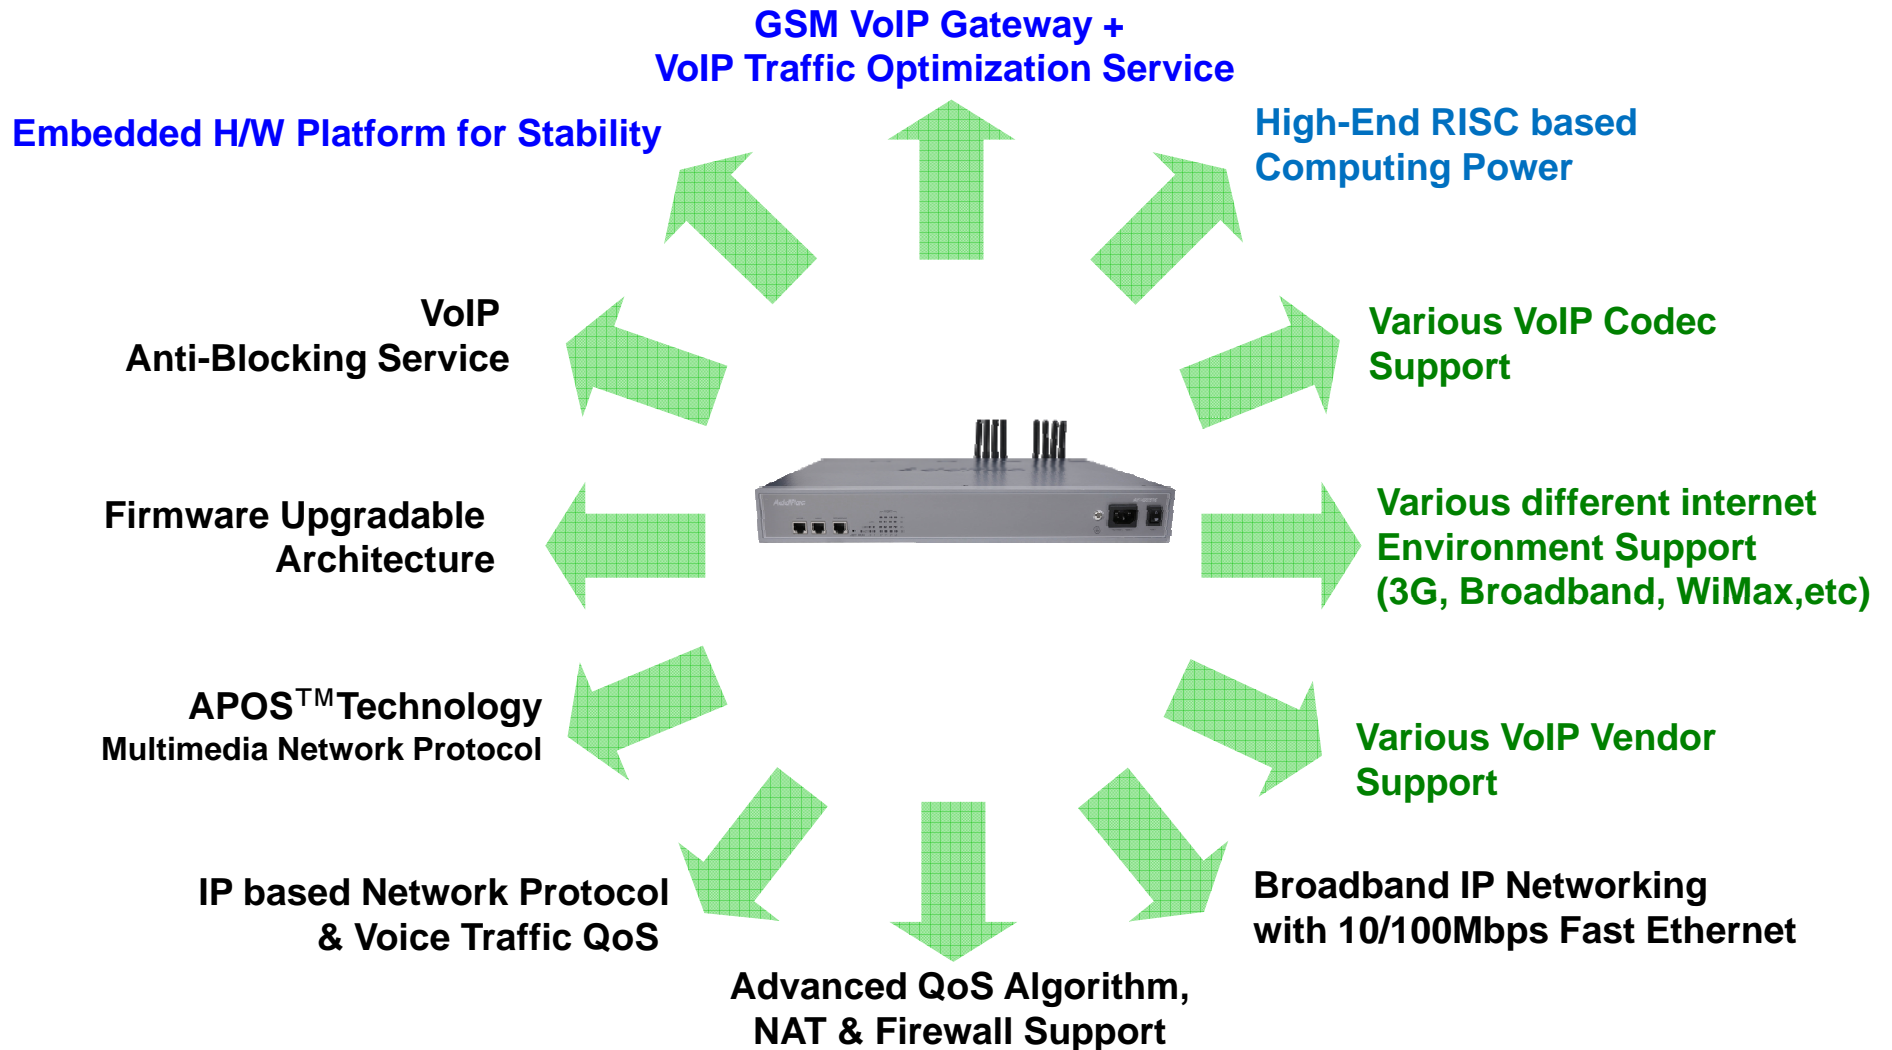 GSM VoIP Gateway +
VoIP Traffic Optimization Service
Embedded H/W Platform for Stability
High-End RISC based
Computing Power
VoIP
Anti-Blocking Service
Various VoIP Codec
Support
AddPac
Firmware Upgradable
Architecture
Various different internet
Environment Support
(3G, Broadband, WiMax,etc)
APOS™Technology
Multimedia Network Protocol
Various VoIP Vendor
Support
IP based Network Protocol
& Voice Traffic QoS
Broadband IP Networking
with 10/100Mbps Fast Ethernet
Advanced QoS Algorithm,
NAT & Firewall Support